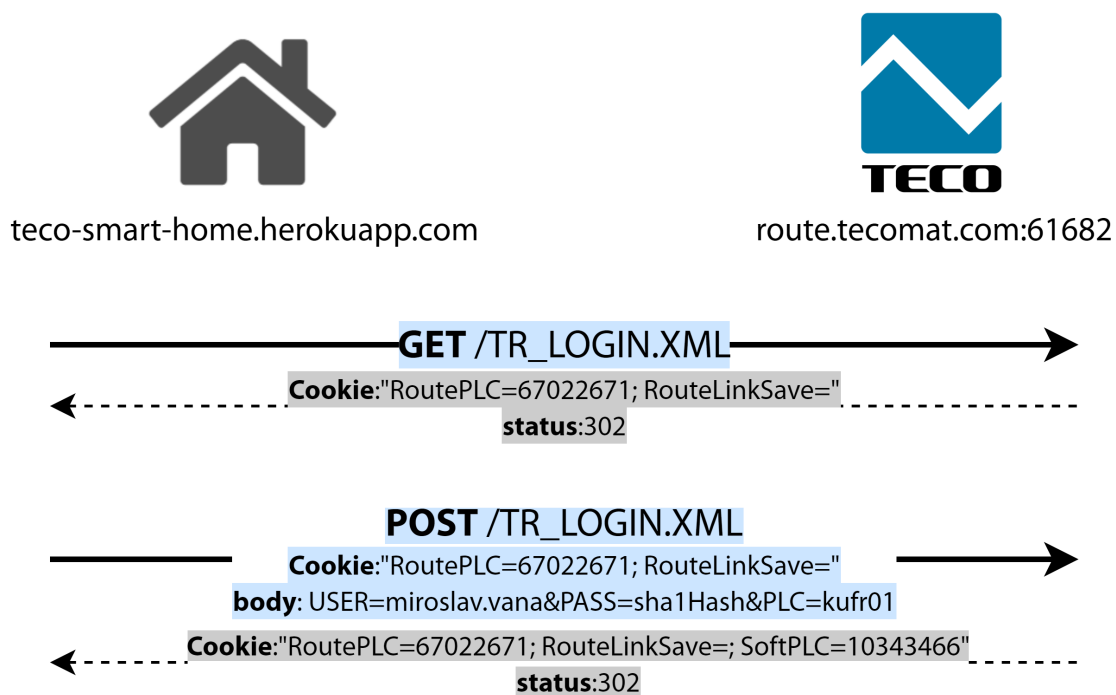 TECO
teco-smart-home.herokuapp.com
route.tecomat.com:61682
GET /TR_LOGIN.XML
Cookie:"RoutePLC=67022671; RouteLinkSave="
status:302
POST /TR_LOGIN.XML
Cookie:"RoutePLC=67022671; RouteLinkSave="
body: USER=miroslav.vana&PASS=sha1Hash&PLC=kufr01
Cookie:"RoutePLC=67022671; RouteLinkSave=; SoftPLC=10343466"
status:302